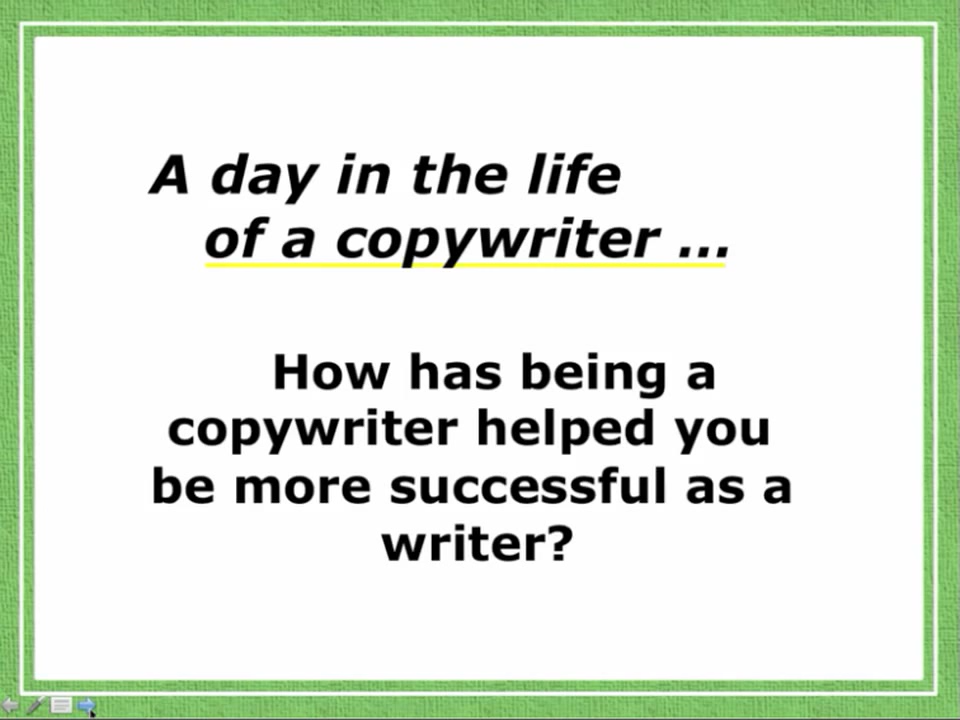 A day in the life
of a copywriter ...
How has being a
copywriter helped you
be more successful as a
writer?